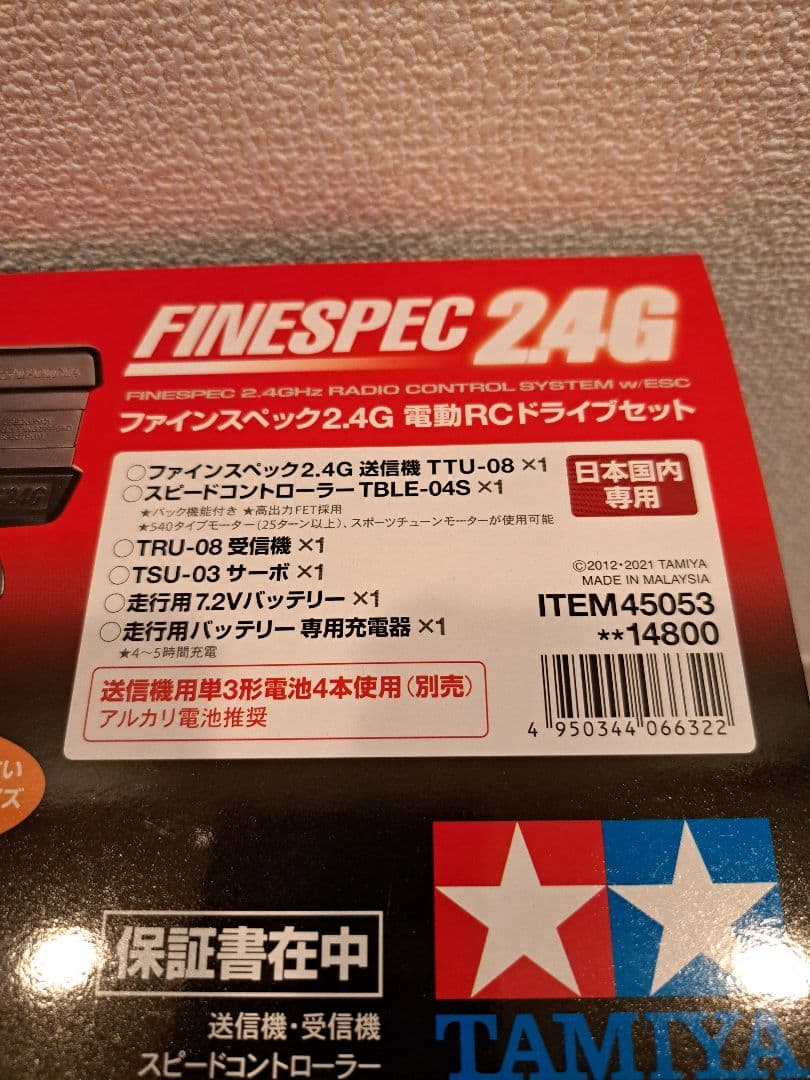 FINESPEC 2.4G
FINESPEC 2.4GHz RADIO CONTROL SYSTEM w/ESC
ファインスペック2.4G 電動RCドライブセット
○ファインスペック2.4G 送信機 TTU-08 ×1
○スピードコントローラー TBLE-04S ×1
★バック機能付き ★高出力FET採用
★540タイプモーター(25ターン以上)、スポーツチューンモーターが使用可能
○TRU-08 受信機 ×1
○TSU-03 サーボ ×1
○走行用7.2Vバッテリー ×1
○走行用バッテリー 専用充電器 ×1
★4〜5時間充電
送信機用単3形電池4本使用(別売)
アルカリ電池推奨
日本国内
専用
©2012・2021 TAMIYA
MADE IN MALAYSIA
ITEM 45053
**14800
4 950344 066322
い
ズ
保証書在中
送信機・受信機
スピードコントローラー
TAMIYA